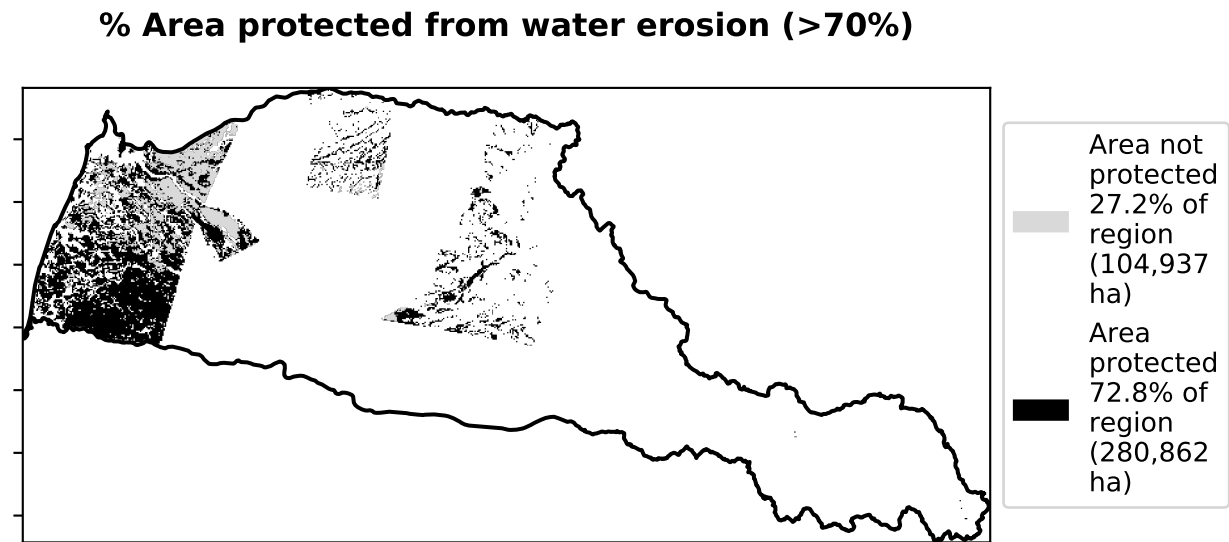 % Area protected from water erosion (>70%)
Area not
protected
27.2% of
region
(104,937
ha)
Area
protected
72.8% of
region
(280,862
ha)